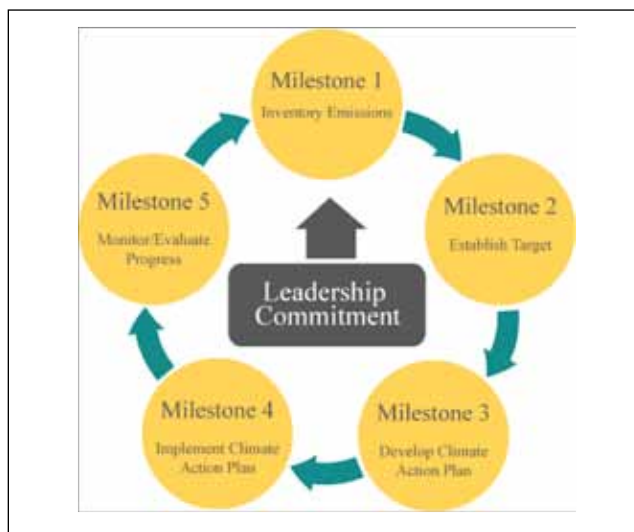 Milestone 1
Inventory Emissions
Milestone 2
Establish Target
Milestone 3
Develop Climate
Action Plan
Milestone 4
Implement Climate
Action Plan
Milestone 5
Monitor/Evaluate
Progress
Leadership
Commitment